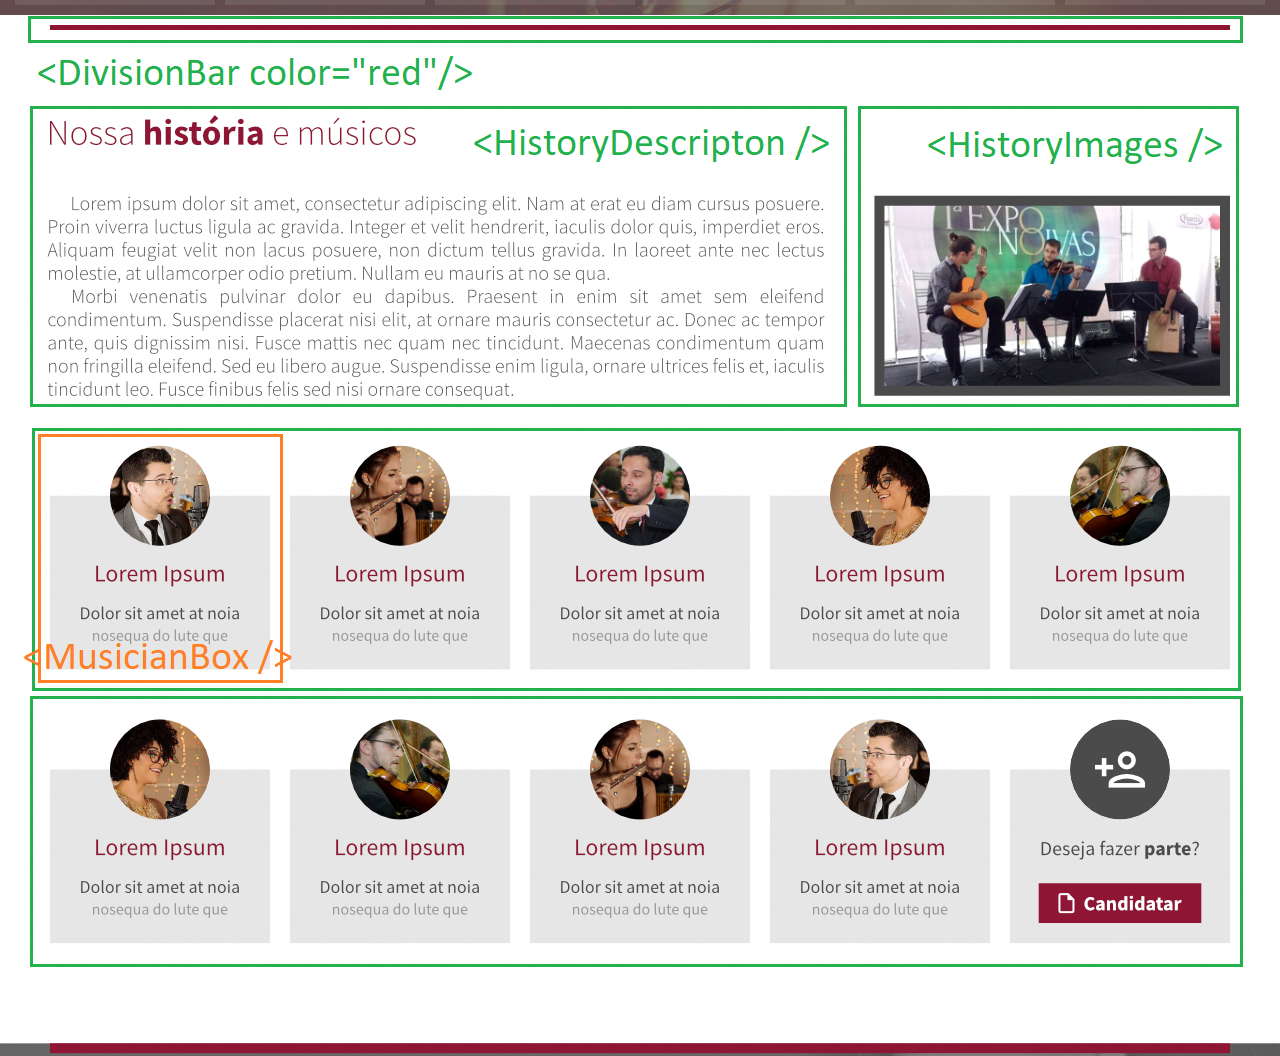 <DivisionBar color="red"/>
Nossa história e músicos
<HistoryDescripton />
<HistoryImages />
Lorem ipsum dolor sit amet, consectetur adipiscing elit. Nam at erat eu diam cursus posuere.
Proin viverra luctus ligula ac gravida. Integer et velit hendrerit, iaculis dolor quis, imperdiet eros.
Aliquam feugiat velit non lacus posuere, non dictum tellus gravida. In laoreet ante nec lectus
molestie, at ullamcorper odio pretium. Nullam eu mauris at no se qua.
Morbi venenatis pulvinar dolor eu dapibus. Praesent in enim sit amet sem eleifend
condimentum. Suspendisse placerat nisi elit, at ornare mauris consectetur ac. Donec ac tempor
ante, quis dignissim nisi. Fusce mattis nec quam nec tincidunt. Maecenas condimentum quam
non fringilla eleifend. Sed eu libero augue. Suspendisse enim ligula, ornare ultrices felis et, iaculis
tincidunt leo. Fusce finibus felis sed nisi ornare consequat.
EXPO
NOIVAS
Lorem Ipsum
Dolor sit amet at noia
nosequa do lute que
<MusicianBox />
Lorem Ipsum
Dolor sit amet at noia
nosequa do lute que
Lorem Ipsum
Dolor sit amet at noia
nosequa do lute que
Lorem Ipsum
Dolor sit amet at noia
nosequa do lute que
Lorem Ipsum
Dolor sit amet at noia
nosequa do lute que
Lorem Ipsum
Dolor sit amet at noia
nosequa do lute que
Lorem Ipsum
Dolor sit amet at noia
nosequa do lute que
Lorem Ipsum
Dolor sit amet at noia
nosequa do lute que
Lorem Ipsum
Dolor sit amet at noia
nosequa do lute que
Deseja fazer parte?
Candidatar